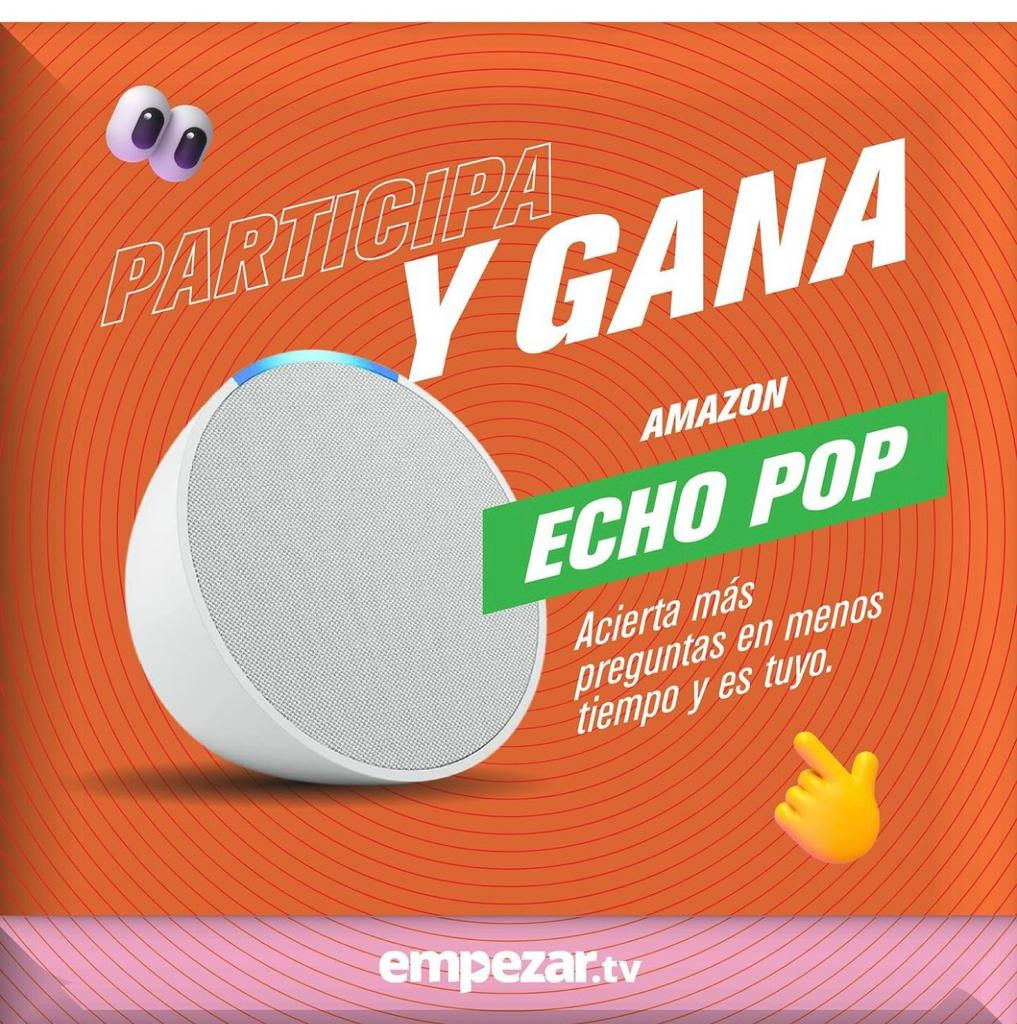 PARTICIPA
Y GANA
AMAZON
ECHO POP
Acierta más
preguntas en menos
tiempo y es tuyo.
empezar.tv